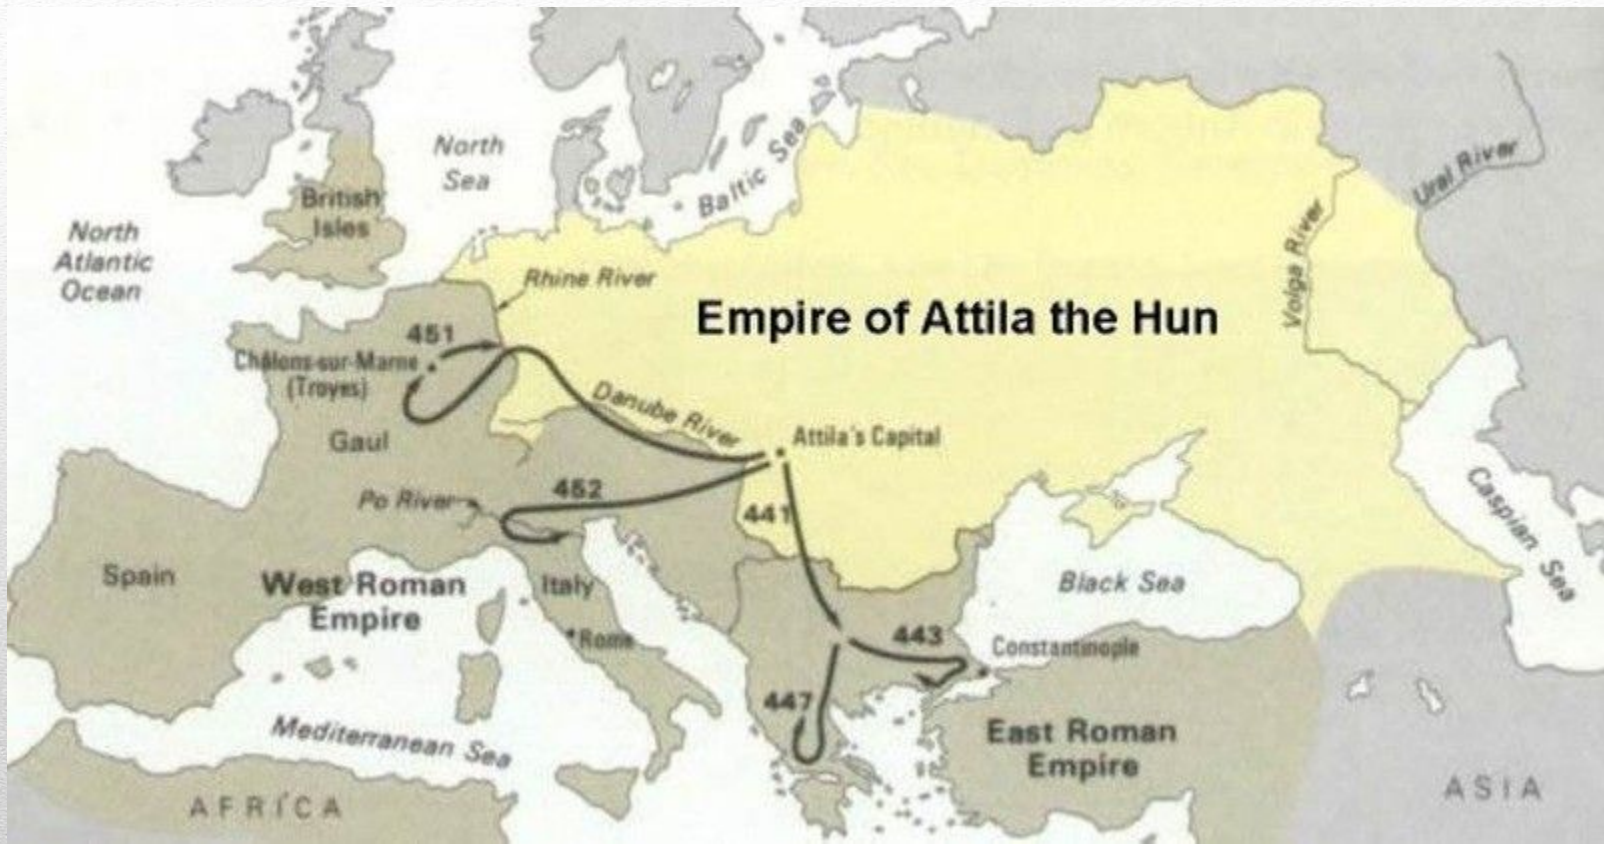 North
Sea
Baltic Sea
Ural River
British
Isles
North
Atlantic
Ocean
Volga River
Rhine River
Empire of Attila the Hun
451
Châlons-sur-Marne
(Troyes)
Danube River
Gaul
Attila's Capital
Po River
452
441
Caspian Sea
Spain
West Roman
Empire
Italy
Rome
Black Sea
443
Constantinople
447
Mediterranean Sea
East Roman
Empire
AFRICA
ASIA